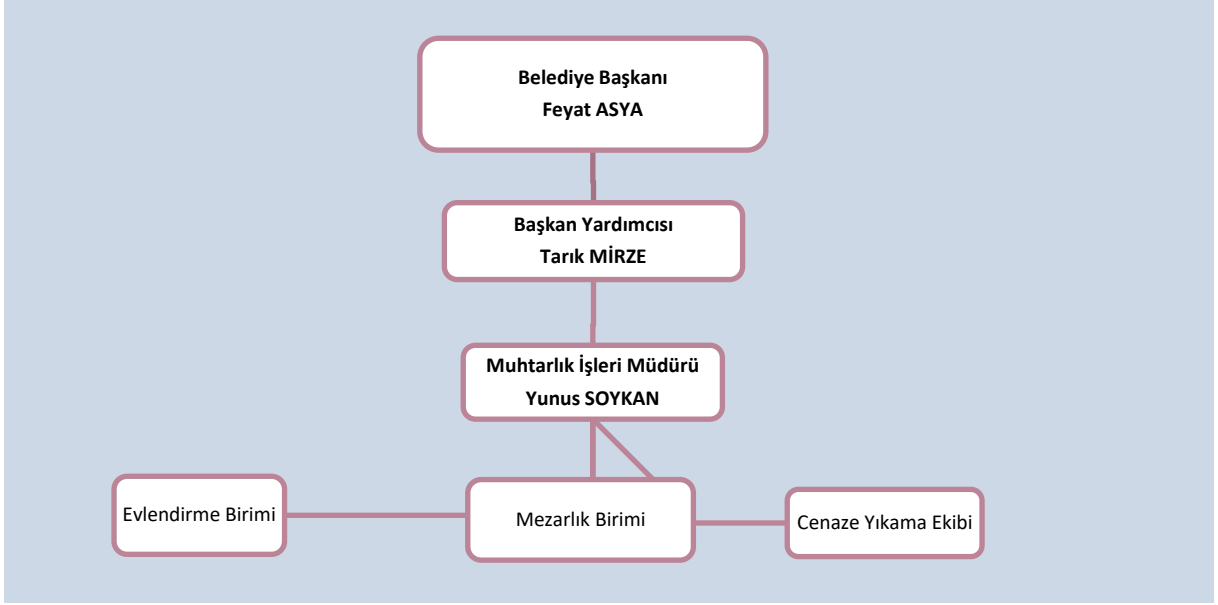 Belediye Başkanı
Feyat ASYA
Başkan Yardımcısı
Tarık MİRZE
Muhtarlık İşleri Müdürü
Yunus SOYKAN
Evlendirme Birimi
Mezarlık Birimi
Cenaze Yıkama Ekibi